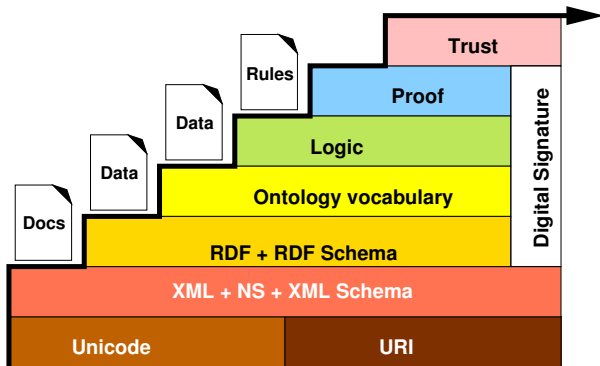 Trust
Rules
Proof
Data
Logic
Data
Ontology vocabulary
Docs
RDF + RDF Schema
Digital Signature
XML + NS + XML Schema
Unicode
URI